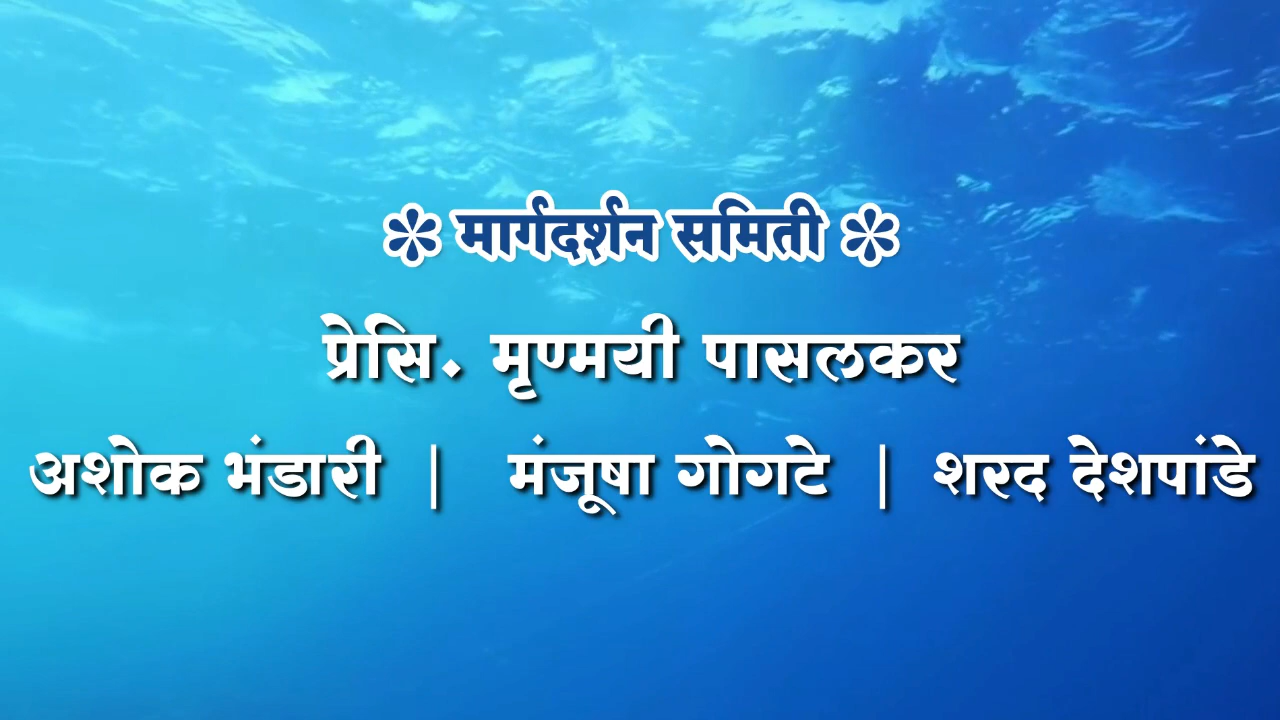 ❇ मार्गदर्शन समिती ❇
प्रेसि. मृण्मयी पासलकर
अशोक भंडारी | मंजूषा गोगटे | शरद देशपांडे